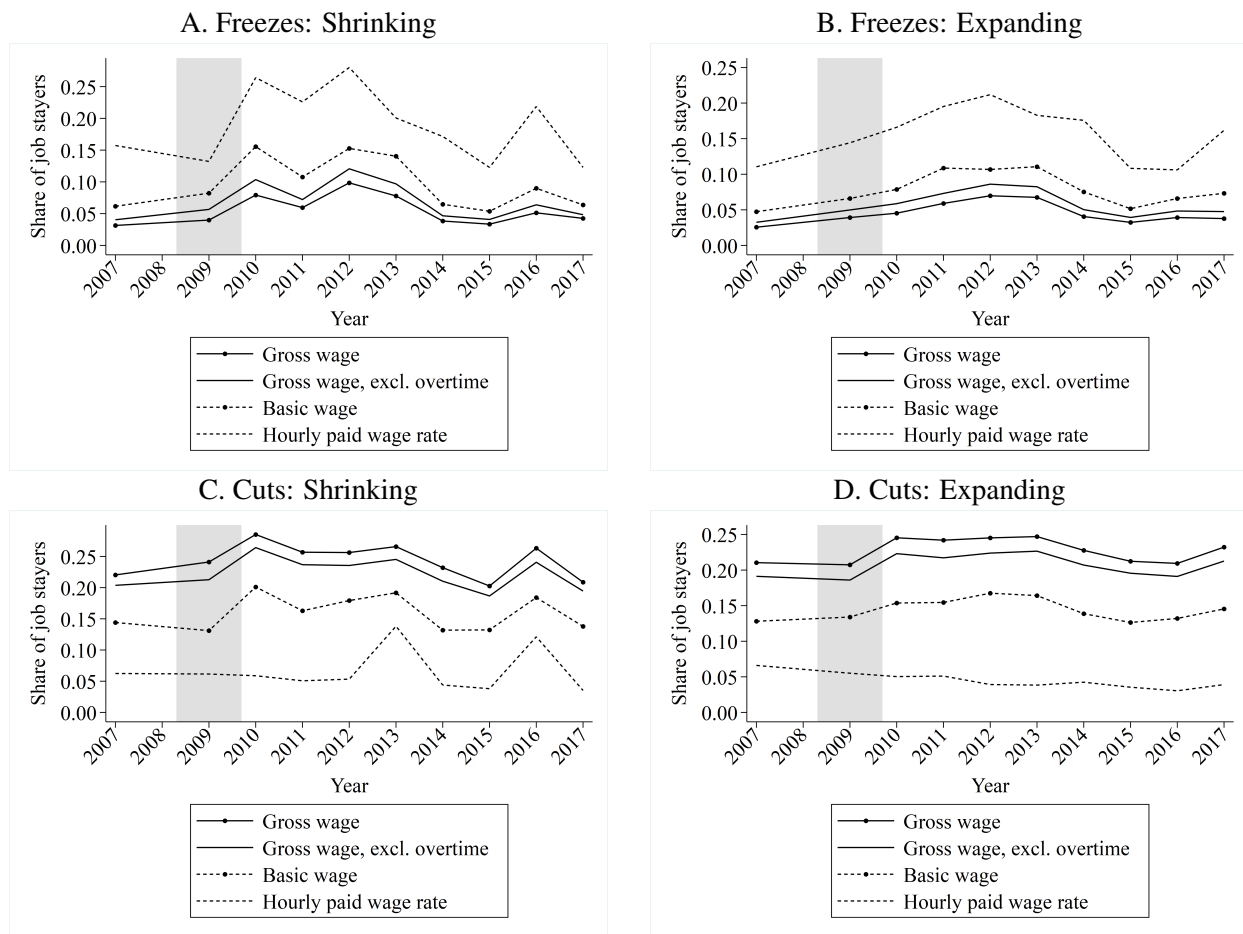 A. Freezes: Shrinking
Share of job stayers
0.25
0.20
0.15
0.10
0.05
0.00
2007 2008 2009 2010 2011 2012 2013 2014 2015 2016 2017
Year
Gross wage
Gross wage, excl. overtime
Basic wage
Hourly paid wage rate
B. Freezes: Expanding
Share of job stayers
0.25
0.20
0.15
0.10
0.05
0.00
2007 2008 2009 2010 2011 2012 2013 2014 2015 2016 2017
Year
Gross wage
Gross wage, excl. overtime
Basic wage
Hourly paid wage rate
C. Cuts: Shrinking
Share of job stayers
0.25
0.20
0.15
0.10
0.05
0.00
2007 2008 2009 2010 2011 2012 2013 2014 2015 2016 2017
Year
Gross wage
Gross wage, excl. overtime
Basic wage
Hourly paid wage rate
D. Cuts: Expanding
Share of job stayers
0.25
0.20
0.15
0.10
0.05
0.00
2007 2008 2009 2010 2011 2012 2013 2014 2015 2016 2017
Year
Gross wage
Gross wage, excl. overtime
Basic wage
Hourly paid wage rate